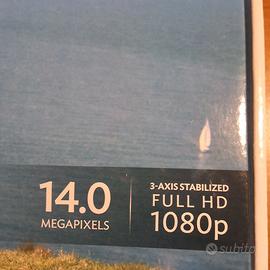 14.0
MEGAPIXELS
3-AXIS STABILIZED
FULL HD
1080p
subito